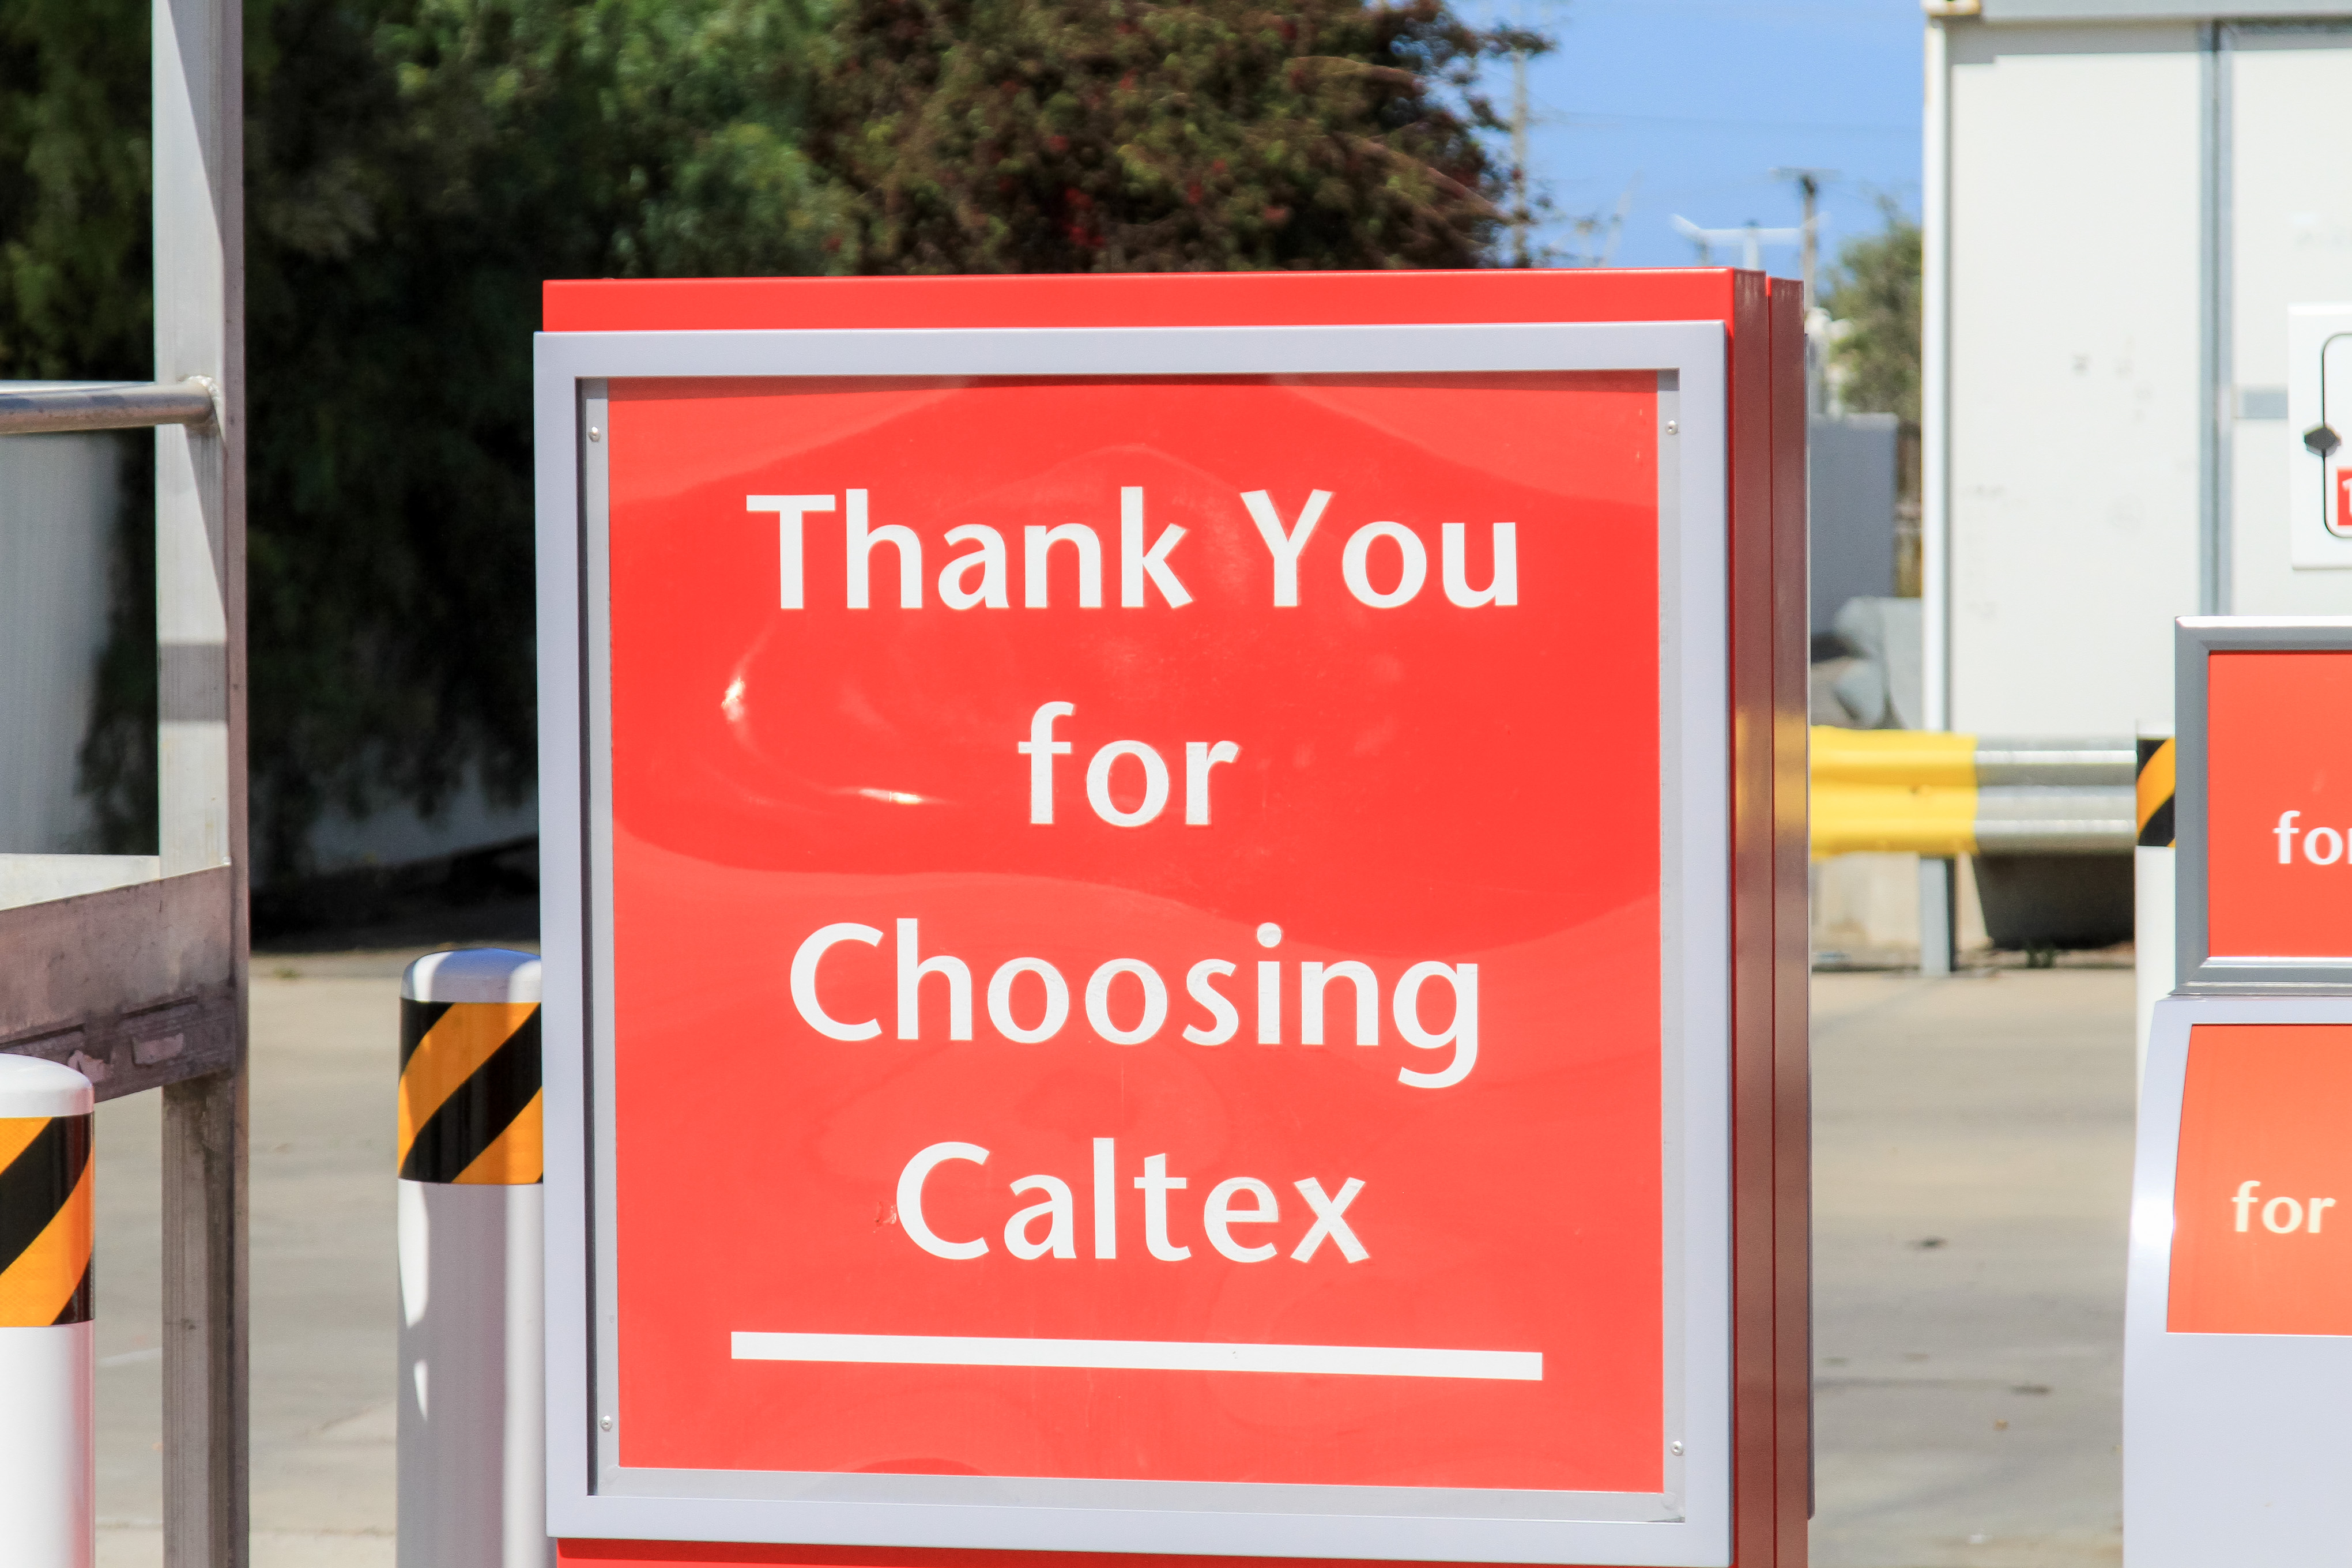 Thank You
for
Choosing
Caltex
for
for